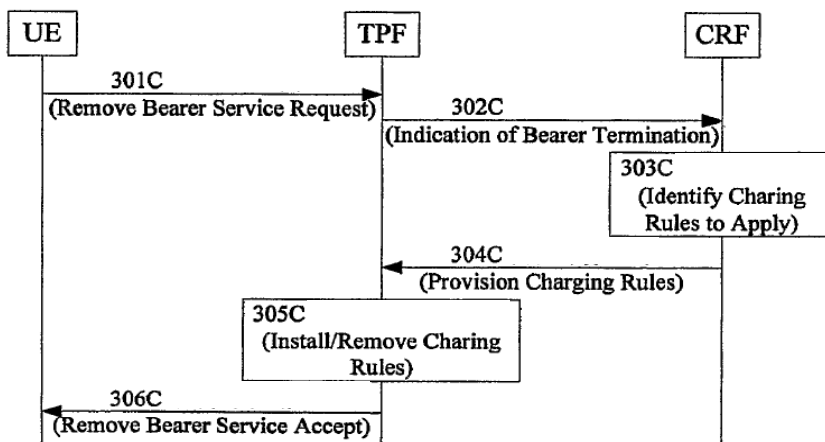 UE
TPF
CRF
301C
(Remove Bearer Service Request)
302C
(Indication of Bearer Termination)
303C
(Identify Charing
Rules to Apply)
304C
(Provision Charging Rules)
305C
(Install/Remove Charing
Rules)
306C
(Remove Bearer Service Accept)